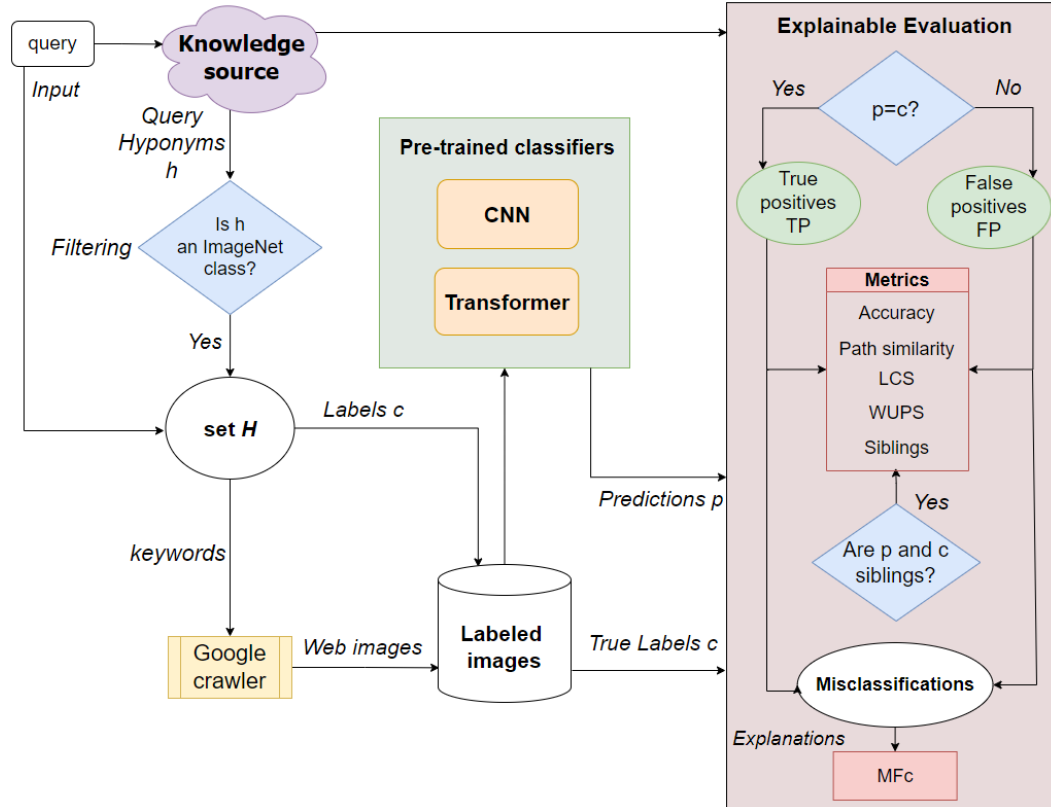 query
Input
Knowledge
source
Query
Hyponyms
h
Filtering
Is h
an ImageNet
class?
Yes
set H
Labels c
keywords
Google
crawler
Web images
Labeled
images
True Labels c
Pre-trained classifiers
CNN
Transformer
Predictions p
Explainable Evaluation
Yes
p=c?
No
True
positives
TP
False
positives
FP
Metrics
Accuracy
Path similarity
LCS
WUPS
Siblings
Yes
Are p and c
siblings?
Misclassifications
Explanations
MFc